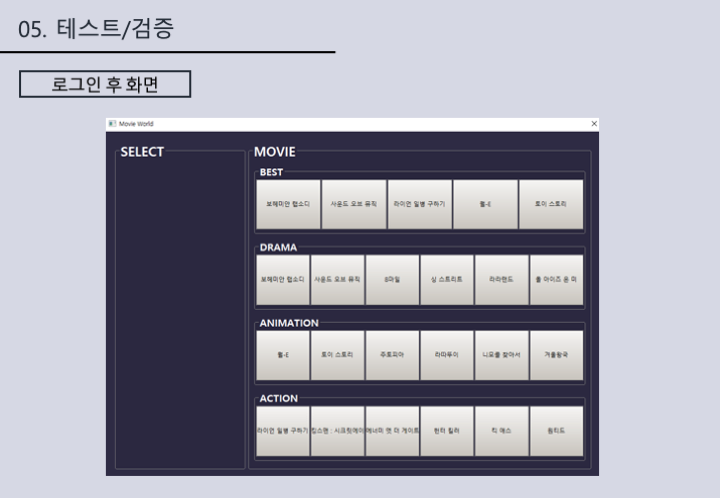 05. 테스트/검증
로그인 후 화면
Movie World
SELECT
MOVIE
BEST
보헤미안 랩소디 사운드 오브 뮤직 라이언 일병 구하기 월-E 토이 스토리
DRAMA
보헤미안 랩소디 사운드 오브 뮤직 8마일 싱 스트리트 라라랜드 올 아이즈 온 미
ANIMATION
월-E 토이 스토리 주토피아 라따뚜이 니모를 찾아서 겨울왕국
ACTION
라이언 일병 구하기 킹스맨 : 시크릿에이 에너미 앳 더 게이트 헌터 킬러 킥 애스 원티드